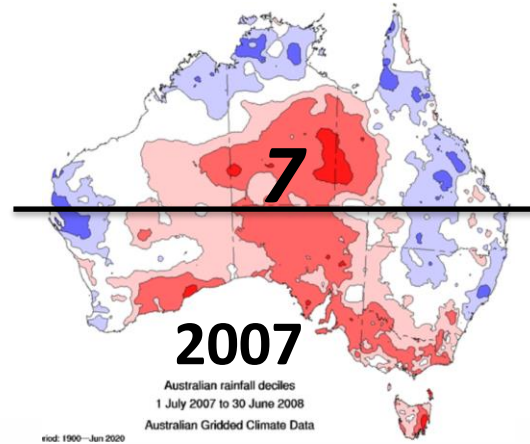 7
2007
Australian rainfall deciles
1 July 2007 to 30 June 2008
Australian Gridded Climate Data
riod: 1900—Jun 2020